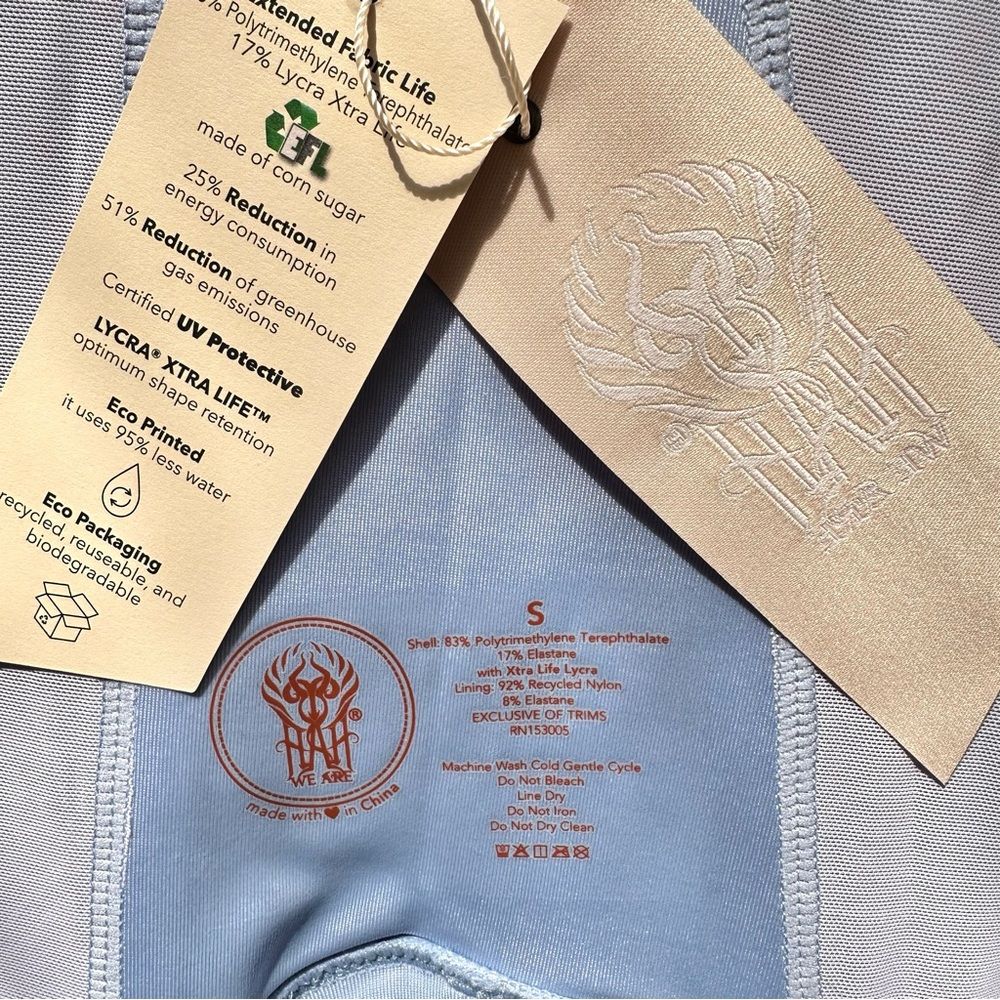 Extended Fabric Life
% Polytrimethylene Terephthalate
17% Lycra Xtra Life
EFL
made of corn sugar
25% Reduction in
energy consumption
51% Reduction of greenhouse
gas emissions
Certified UV Protective
LYCRA® XTRA LIFE™
optimum shape retention
Eco Printed
it uses 95% less water
Eco Packaging
recycled, reuseable, and
biodegradable
®
HAH
WE ARE
S
Shell: 83% Polytrimethylene Terephthalate
17% Elastane
with Xtra Life Lycra
Lining: 92% Recycled Nylon
8% Elastane
EXCLUSIVE OF TRIMS
RN153005
Machine Wash Cold Gentle Cycle
Do Not Bleach
Line Dry
Do Not Iron
Do Not Dry Clean
®
HAH
WE ARE
made with ❤ in China